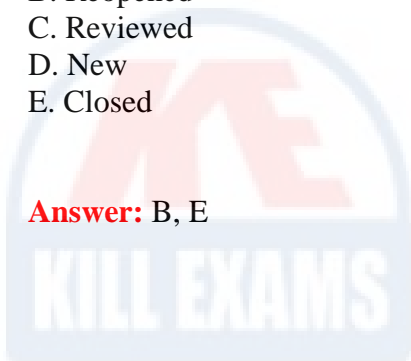 C. Reviewed
D. New
E. Closed
Answer: B, E
KILL EXAMS